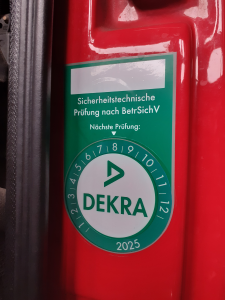 Sicherheitstechnische
Prüfung nach BetrSichV
Nächste Prüfung:
1 2 3 4 5 6 7 8 9 10 11 12
DEKRA
2025